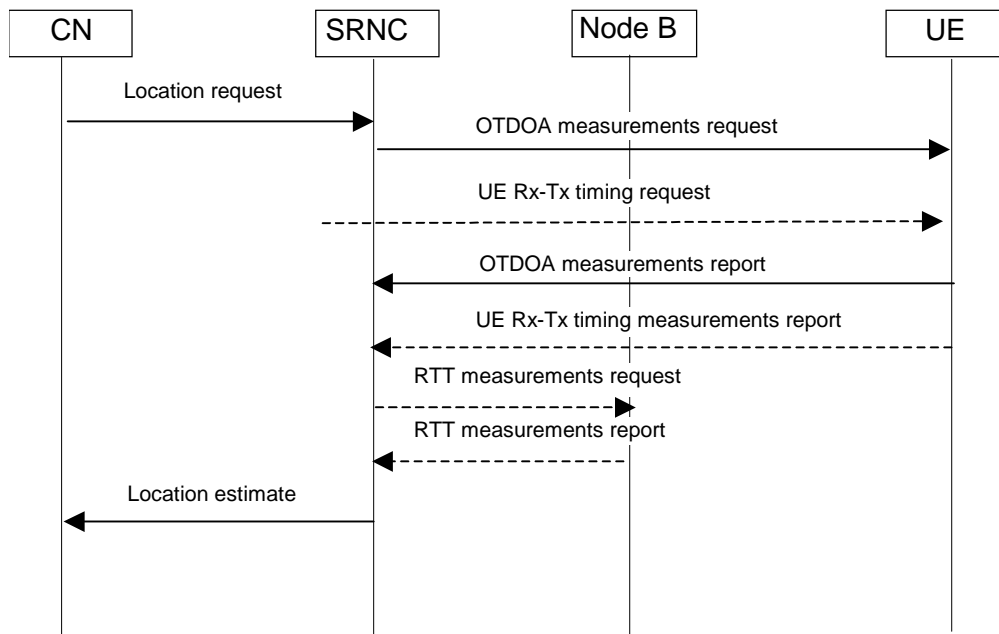 CN SRNC Node B UE
Location request
OTDOA measurements request
UE Rx-Tx timing request
OTDOA measurements report
UE Rx-Tx timing measurements report
RTT measurements request
RTT measurements report
Location estimate